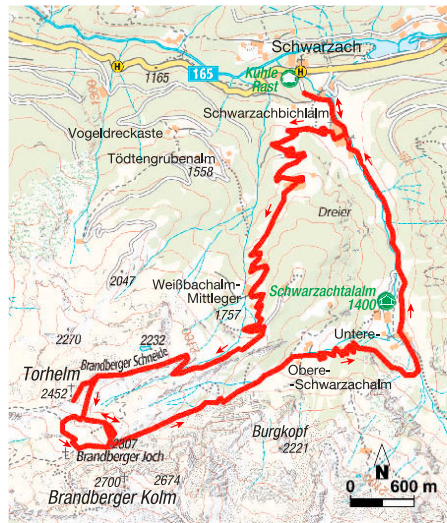 Schwarzach
Kühle
Rast
H
H
165
1165
Schwarzachbichlalm
Vogeldreckaste
Tödtengrubenalm
1558
Dreier
2047
Weißbachalm-
Mittleger
1757
Schwarzachtalalm
1400
2270
2232
Untere-
Brandberger Schneide
Torhelm
2452
Obere-
-Schwarzachalm
2307
Brandberger Joch
Burgkopf
2221
2700
2674
Brandberger Kolm
N
0
600 m